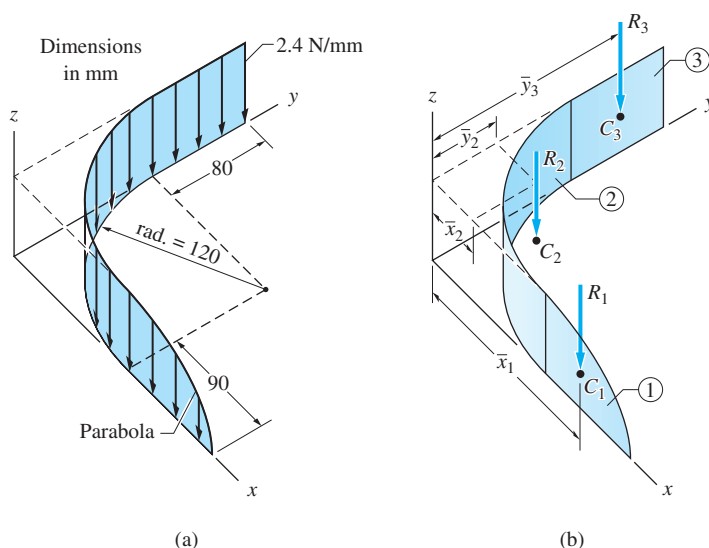 Dimensions
in mm
2.4 N/mm
z
y
80
rad. = 120
90
Parabola
x
(a)
R3
3
ȳ3
z
y
C3
ȳ2
R2
2
x̄2
C2
R1
x̄1
C1
1
x
(b)